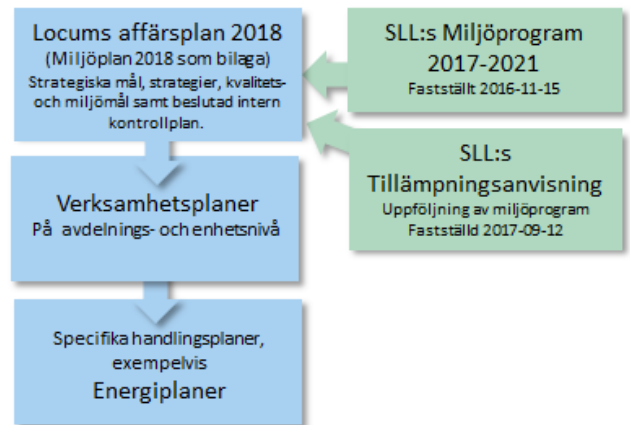 Locums affärsplan 2018
(Miljöplan 2018 som bilaga)
Strategiska mål, strategier, kvalitets-
och miljömål samt beslutad intern
kontrollplan.
SLL:s Miljöprogram
2017-2021
Fastställt 2016-11-15
SLL:s
Tillämpningsanvisning
Uppföljning av miljöprogram
Fastställd 2017-09-12
Verksamhetsplaner
På avdelnings- och enhetsnivå
Specifika handlingsplaner,
exempelvis
Energiplaner